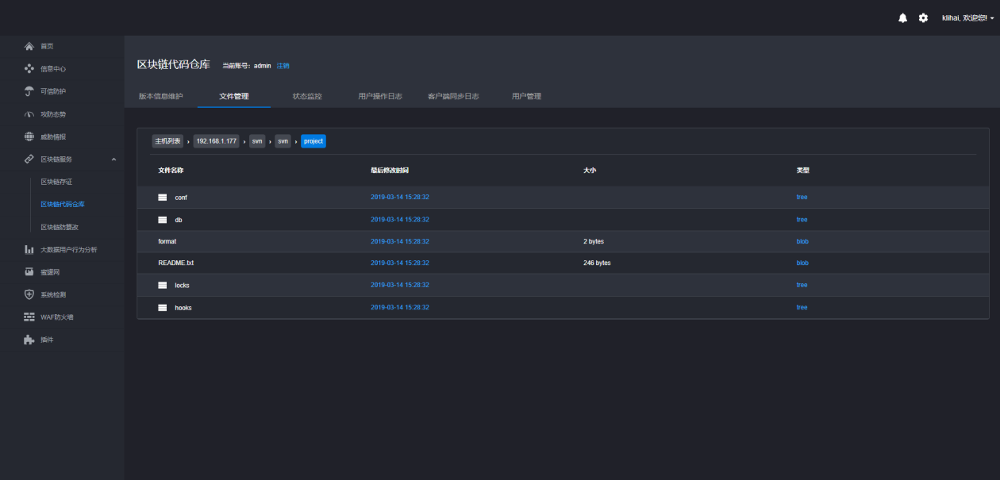 klihai, 欢迎您!
首页
信息中心
可信防护
攻防态势
威胁情报
区块链服务
区块链存证
区块链代码仓库
区块链防篡改
大数据用户行为分析
蜜罐网
系统检测
WAF防火墙
插件
区块链代码仓库 当前账号：admin 注销
版本信息维护 文件管理 状态监控 用户操作日志 客户端同步日志 用户管理
主机列表 › 192.168.1.177 › svn › svn › project
文件名称 最后修改时间 大小 类型
conf 2019-03-14 15:28:32 tree
db 2019-03-14 15:28:32 tree
format 2019-03-14 15:28:32 2 bytes blob
README.txt 2019-03-14 15:28:32 246 bytes blob
locks 2019-03-14 15:28:32 tree
hooks 2019-03-14 15:28:32 tree